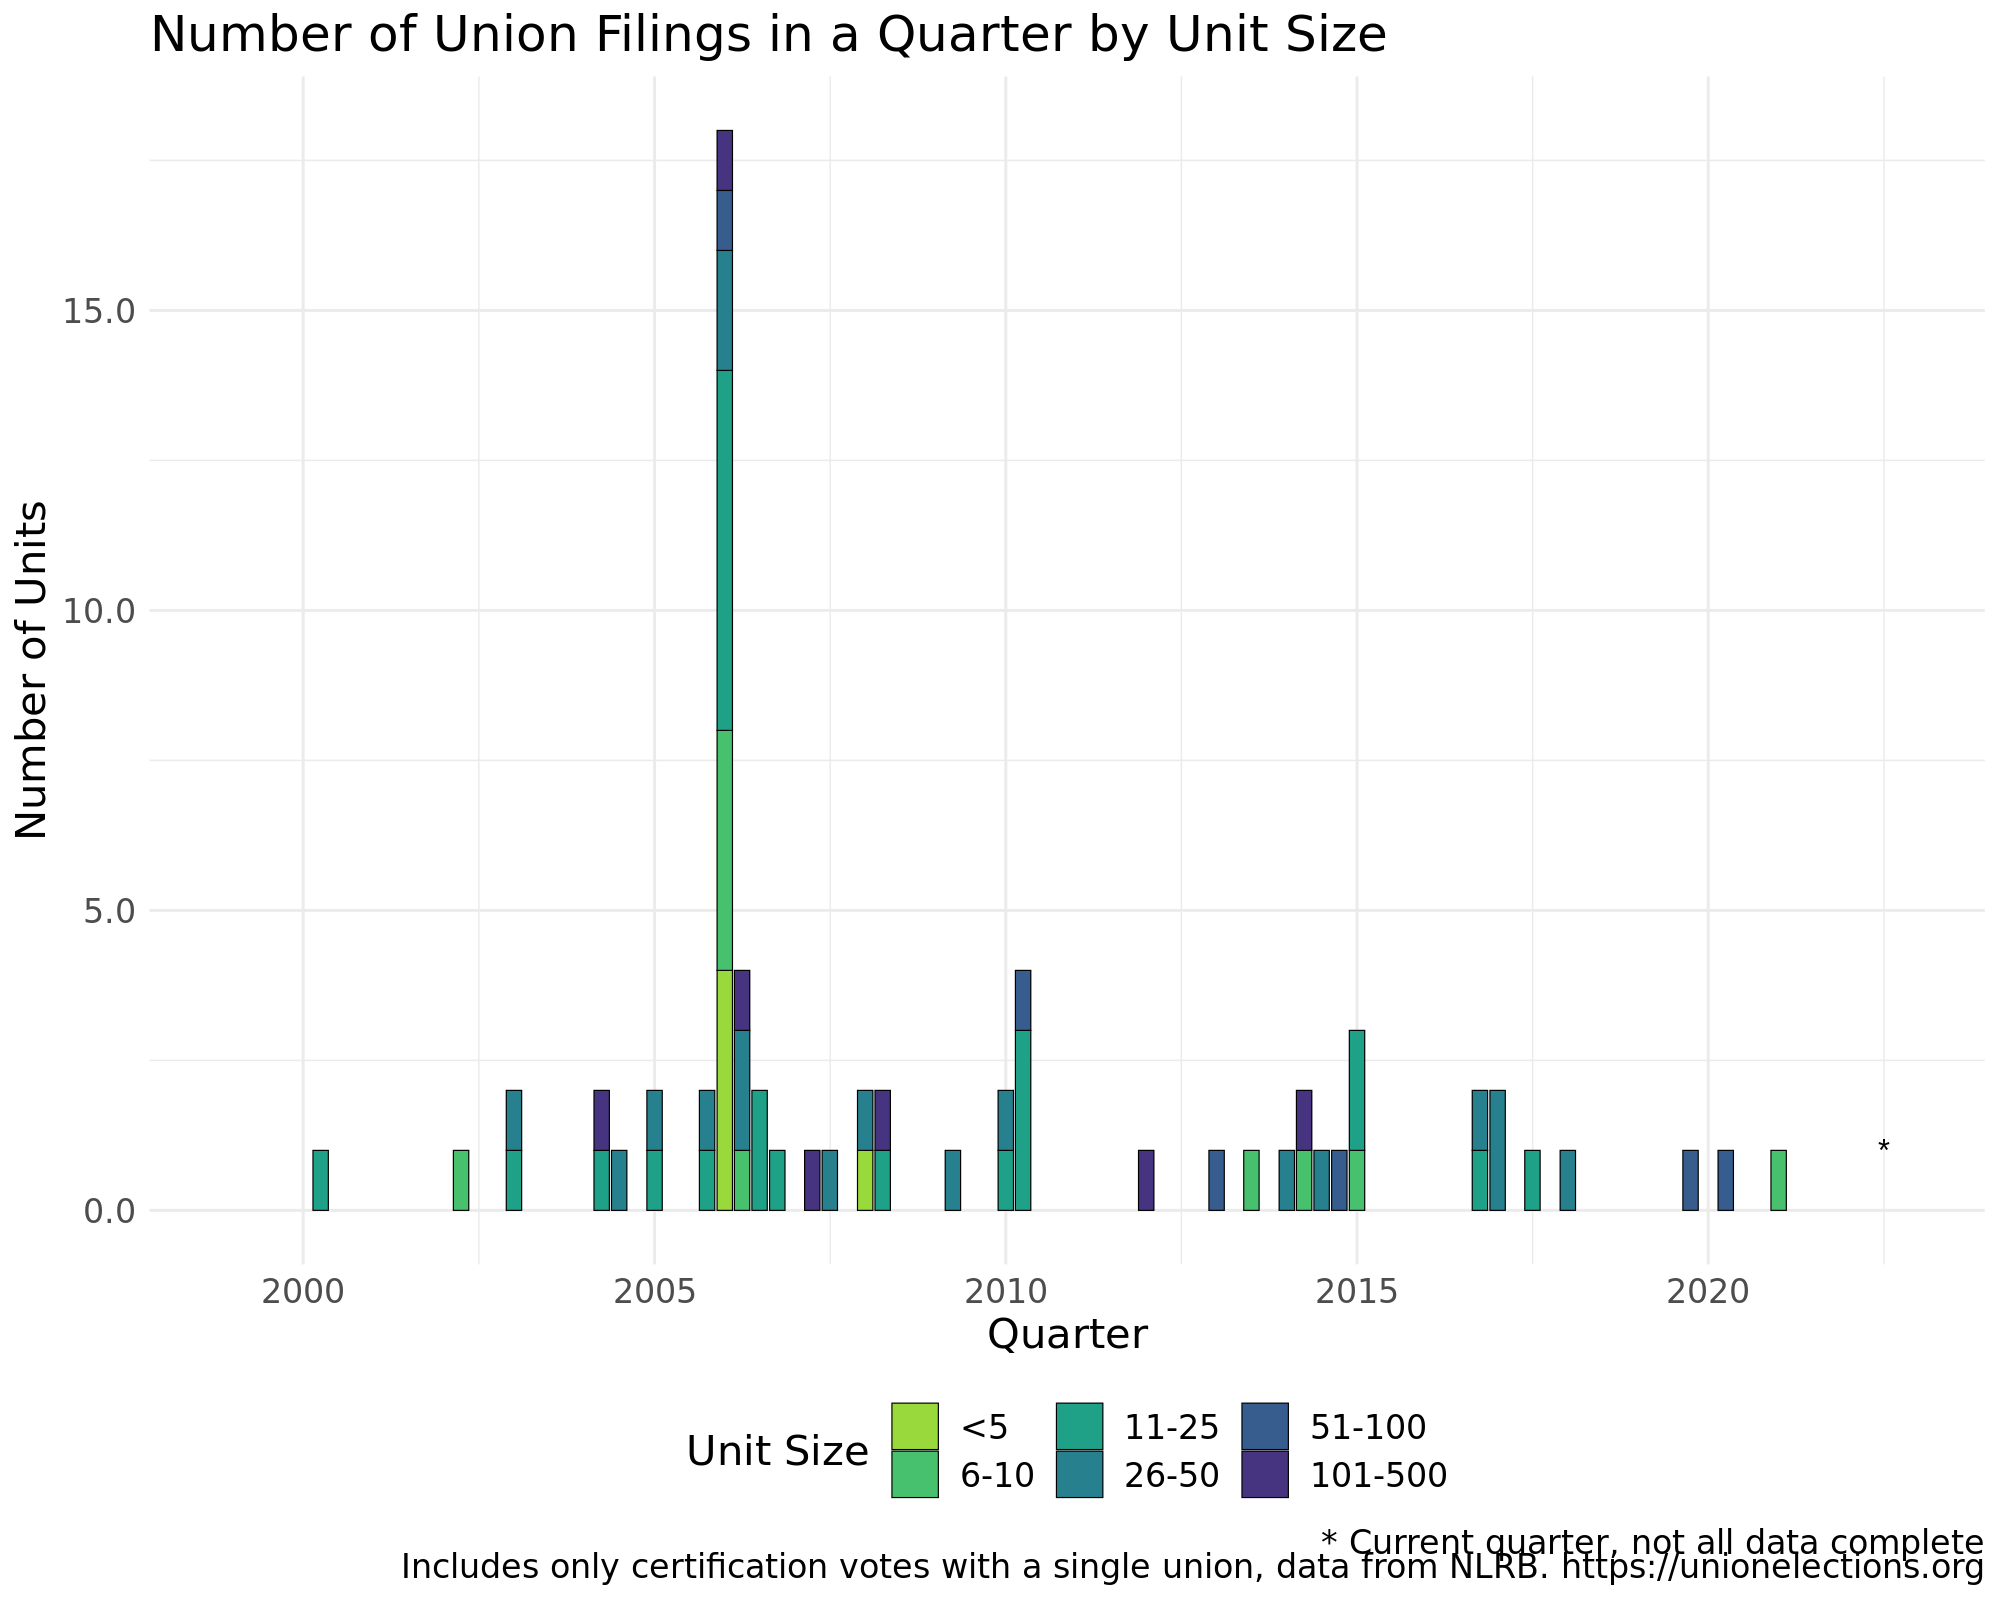 Number of Union Filings in a Quarter by Unit Size
Number of Units
15.0
10.0
5.0
0.0
*
2000 2005 2010 2015 2020
Quarter
Unit Size
<5 11-25 51-100
6-10 26-50 101-500
* Current quarter, not all data complete
Includes only certification votes with a single union, data from NLRB. https://unionelections.org